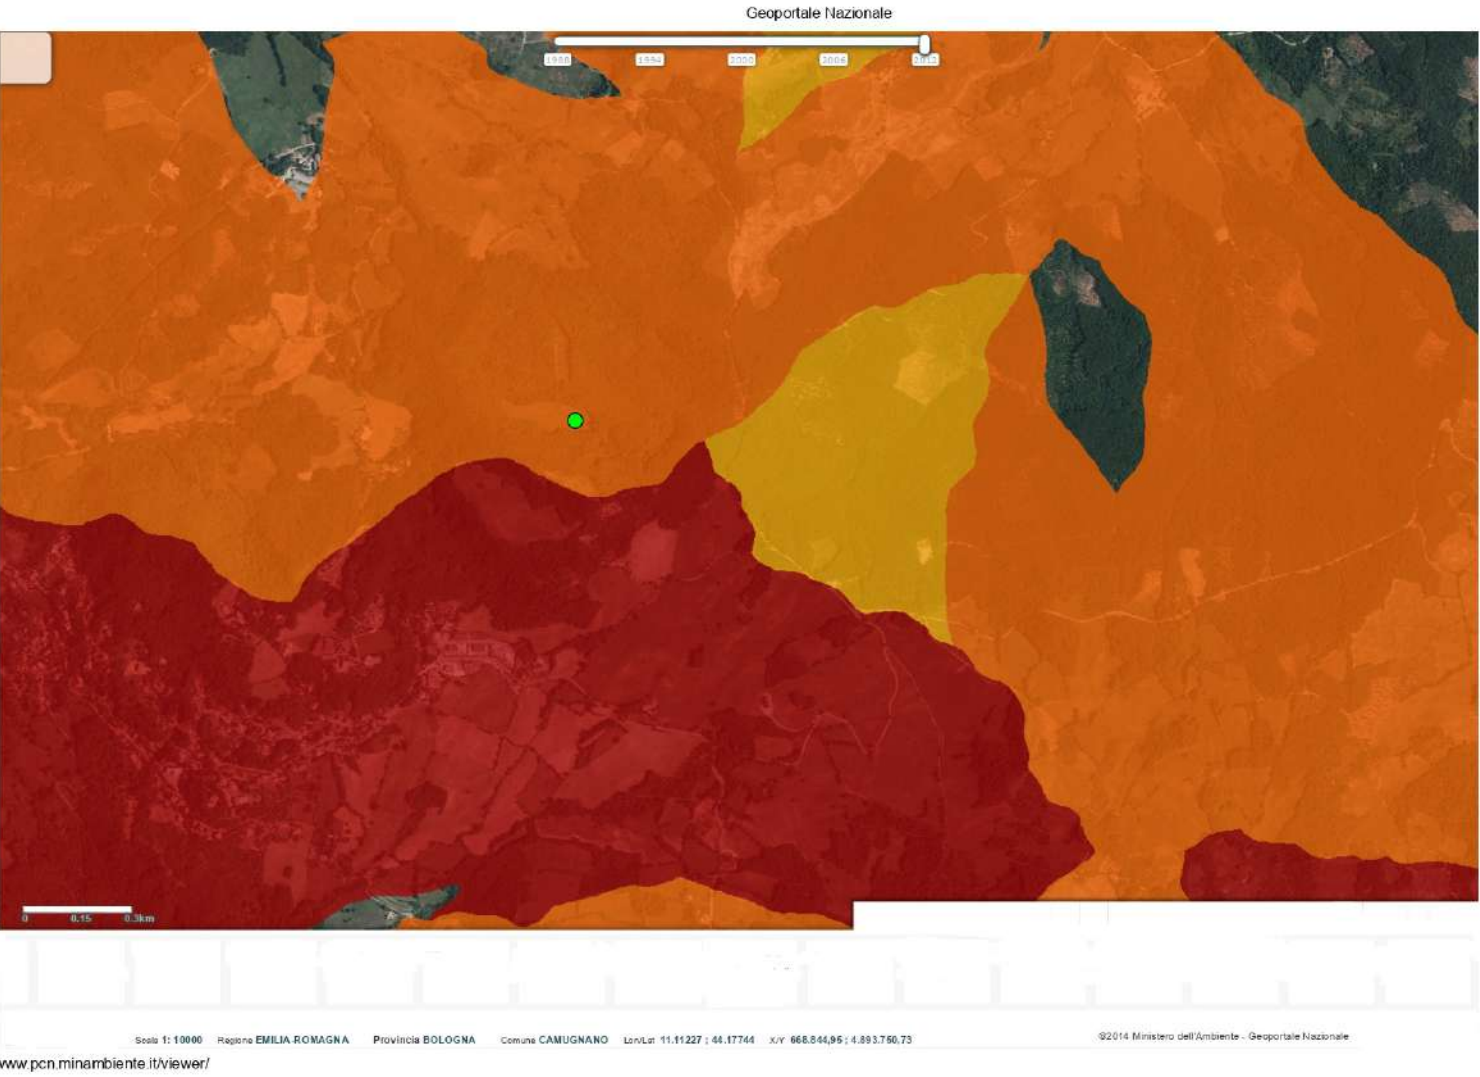 Geoportale Nazionale
1988 1994 2000 2006 2012
0 0.15 0.3km
Scala 1: 10000 Regione EMILIA-ROMAGNA Provincia BOLOGNA Comune CAMUGNANO Lon/Lat 11.11227 ; 44.17744 X/Y 668.844,95 ; 4.893.750,73
©2014 Ministero dell'Ambiente - Geoportale Nazionale
www.pcn.minambiente.it/viewer/